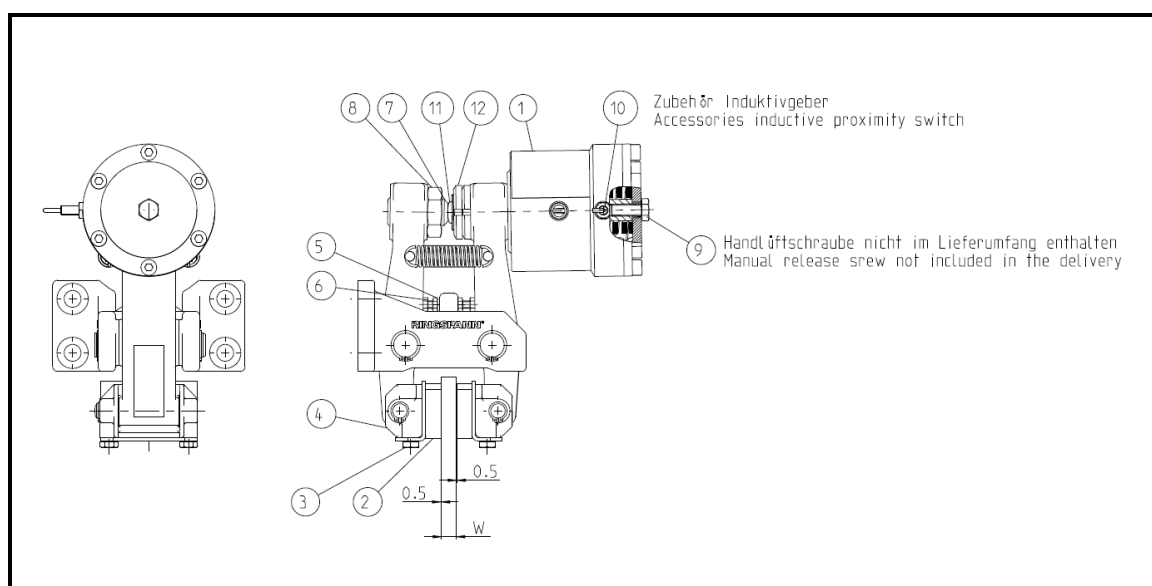 8
7
11
12
1
10
Zubehör Induktivgeber
Accessories inductive proximity switch
9
Handlüftschraube nicht im Lieferumfang enthalten
Manual release srew not included in the delivery
5
6
RINGSPANN®
4
3
2
0.5
0.5
W